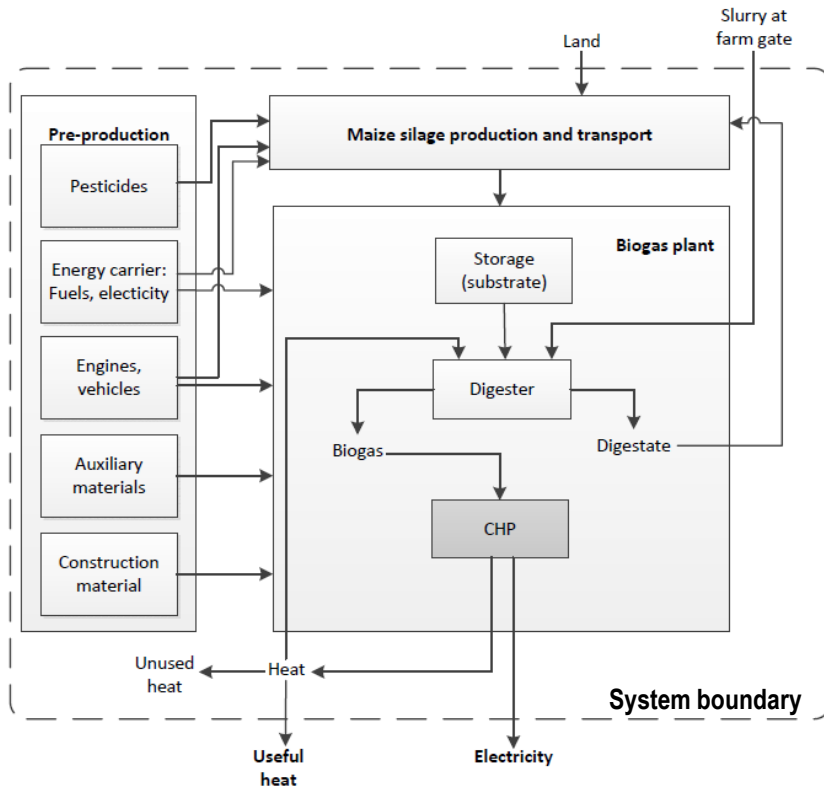 Land
Slurry at
farm gate
Pre-production
Pesticides
Energy carrier:
Fuels, electicity
Engines,
vehicles
Auxiliary
materials
Construction
material
Maize silage production and transport
Biogas plant
Storage
(substrate)
Digester
Biogas
Digestate
CHP
Unused
heat
Heat
System boundary
Useful
heat
Electricity